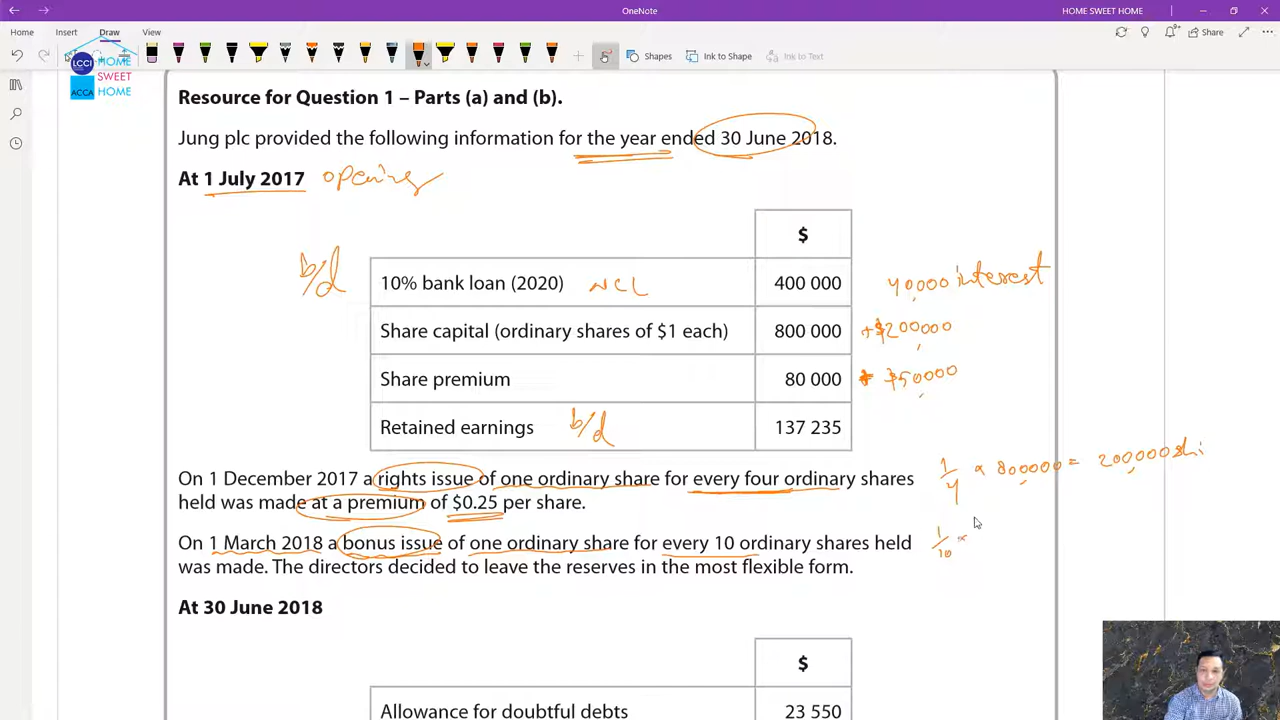 OneNote
HOME SWEET HOME
Home Insert Draw View
Share
LCCI HOME
SWEET
ACCA HOME
Shapes
Ink to Shape
Ink to Text
Resource for Question 1 – Parts (a) and (b).
Jung plc provided the following information for the year ended 30 June 2018.
At 1 July 2017 opening
$
b/d
10% bank loan (2020) NCL 400 000 40,000 interest
Share capital (ordinary shares of $1 each) 800 000 +$200000
Share premium 80 000 + $50000
Retained earnings b/d 137 235
On 1 December 2017 a rights issue of one ordinary share for every four ordinary shares 1/4 × 800000 = 200000 sh:
held was made at a premium of $0.25 per share.
On 1 March 2018 a bonus issue of one ordinary share for every 10 ordinary shares held 1/10 ×
was made. The directors decided to leave the reserves in the most flexible form.
At 30 June 2018
$
Allowance for doubtful debts 23 550